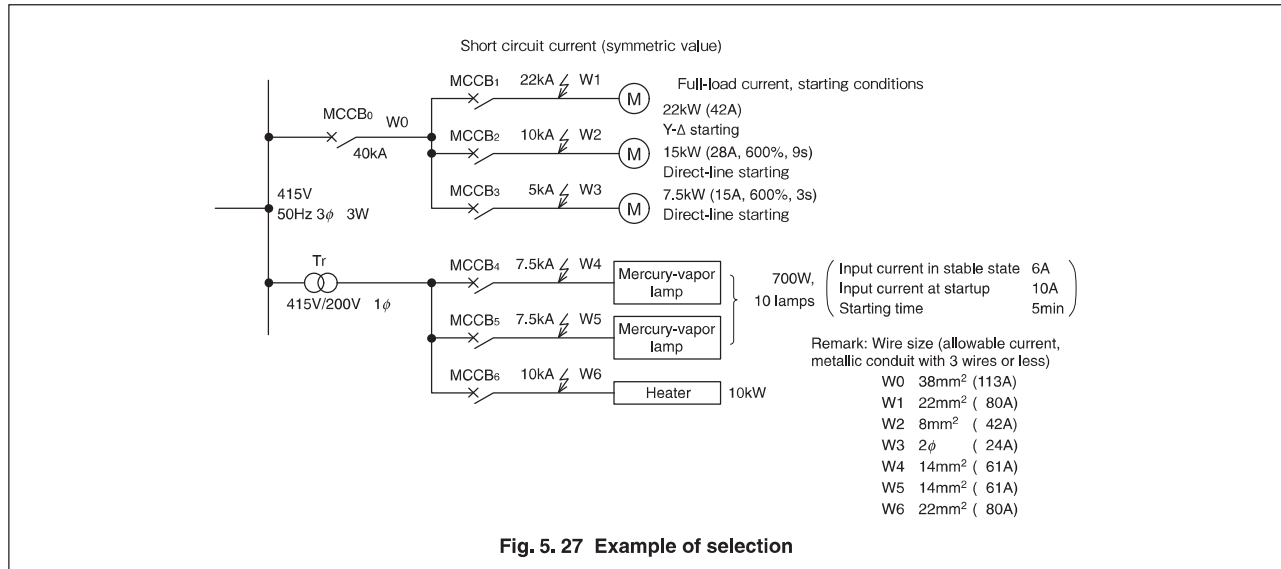 Short circuit current (symmetric value)
MCCB₀ W0
40kA
MCCB₁ 22kA W1
M
MCCB₂ 10kA W2
M
MCCB₃ 5kA W3
M
Full-load current, starting conditions
22kW (42A)
Y-Δ starting
15kW (28A, 600%, 9s)
Direct-line starting
7.5kW (15A, 600%, 3s)
Direct-line starting
415V
50Hz 3ϕ 3W
Tr
415V/200V 1ϕ
MCCB₄ 7.5kA W4
Mercury-vapor
lamp
MCCB₅ 7.5kA W5
Mercury-vapor
lamp
MCCB₆ 10kA W6
Heater 10kW
700W,
10 lamps
Input current in stable state 6A
Input current at startup 10A
Starting time 5min
Remark: Wire size (allowable current,
metallic conduit with 3 wires or less)
W0 38mm² (113A)
W1 22mm² ( 80A)
W2 8mm² ( 42A)
W3 2ϕ ( 24A)
W4 14mm² ( 61A)
W5 14mm² ( 61A)
W6 22mm² ( 80A)
Fig. 5. 27 Example of selection